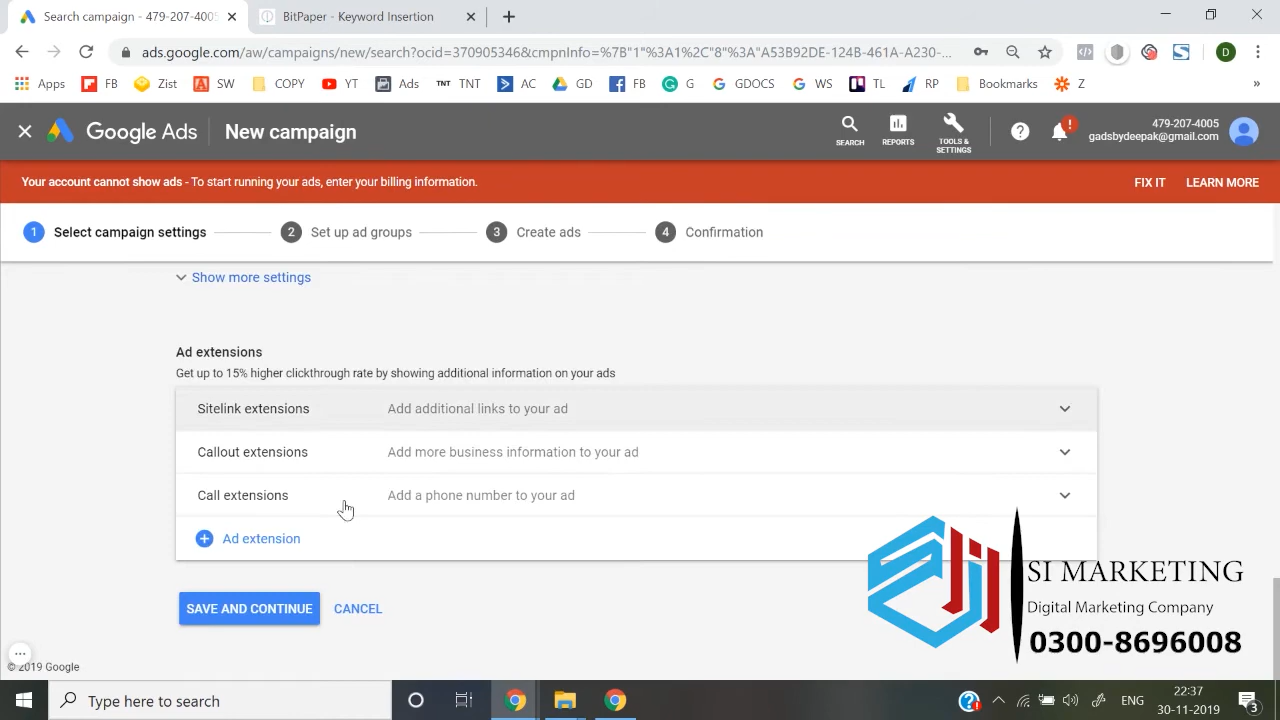 Search campaign - 479-207-4005
BitPaper - Keyword Insertion
ads.google.com/aw/campaigns/new/search?ocid=370905346&cmpnInfo=%7B"1"%3A1%2C"8"%3A"A53B92DE-124B-461A-A230-...
Apps FB Zist SW COPY YT Ads TNT TNT AC GD FB G GDOCS WS TL RP Bookmarks Z »
Google Ads New campaign
SEARCH
REPORTS
TOOLS &
SETTINGS
479-207-4005
gadsbydeepak@gmail.com
Your account cannot show ads - To start running your ads, enter your billing information. FIX IT LEARN MORE
1 Select campaign settings 2 Set up ad groups 3 Create ads 4 Confirmation
Show more settings
Ad extensions
Get up to 15% higher clickthrough rate by showing additional information on your ads
Sitelink extensions Add additional links to your ad
Callout extensions Add more business information to your ad
Call extensions Add a phone number to your ad
Ad extension
SAVE AND CONTINUE CANCEL
SI MARKETING
Digital Marketing Company
0300-8696008
© 2019 Google
Type here to search
ENG
22:37
30-11-2019
3